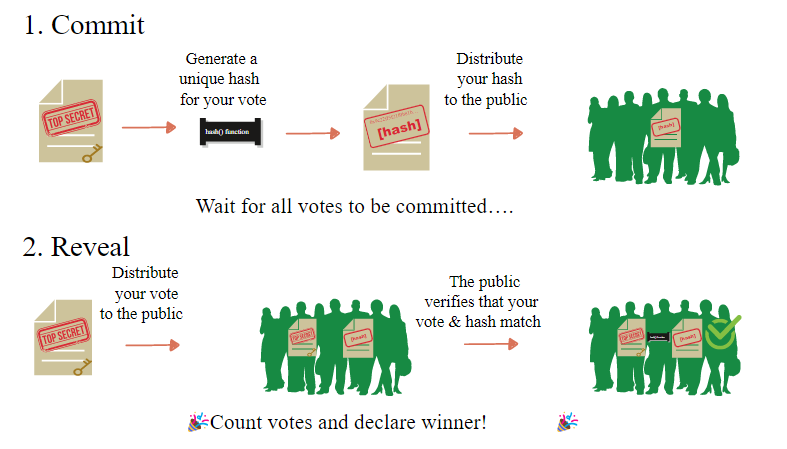 1. Commit
Generate a
unique hash
for your vote
Distribute
your hash
to the public
TOP SECRET
hash() function
[hash]
[hash]
Wait for all votes to be committed....
2. Reveal
Distribute
your vote
to the public
The public
verifies that your
vote & hash match
TOP SECRET
TOP SECRET
[hash]
TOP SECRET
[hash]
🎉Count votes and declare winner! 🎉